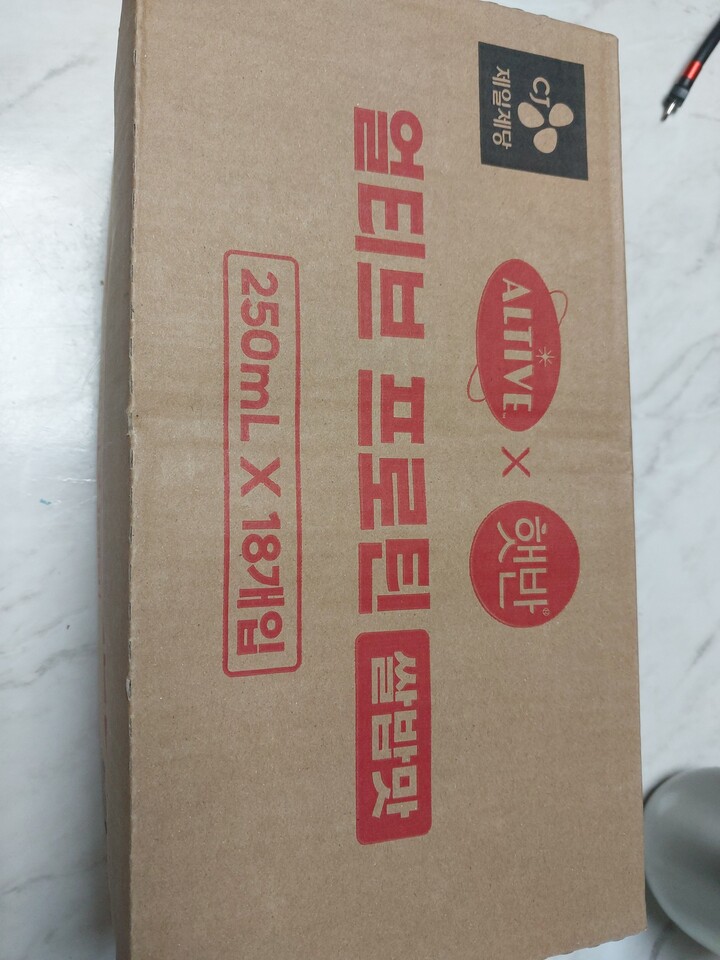 CJ
제일제당
ALTIVE™ × 햇반®
얼티브 프로틴 쌀밥맛
250mL X 18개입